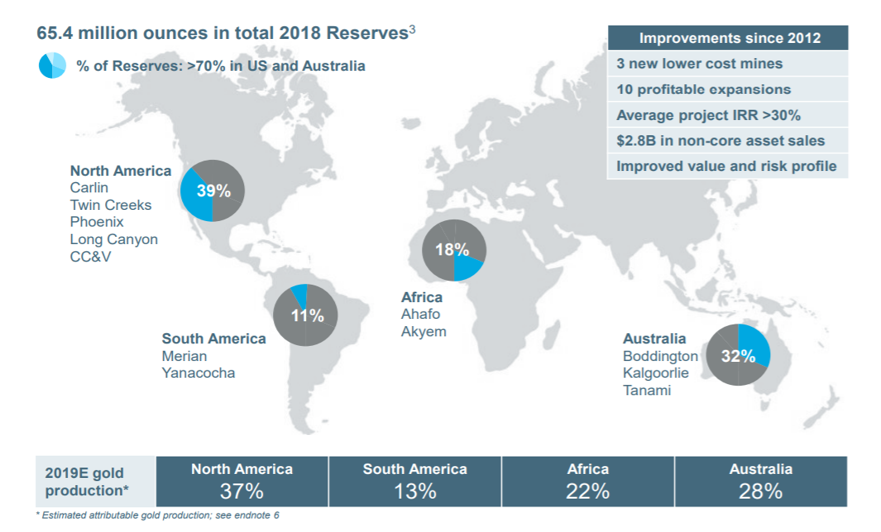 65.4 million ounces in total 2018 Reserves3
% of Reserves: >70% in US and Australia
Improvements since 2012
3 new lower cost mines
10 profitable expansions
Average project IRR >30%
$2.8B in non-core asset sales
Improved value and risk profile
North America
Carlin
Twin Creeks
Phoenix
Long Canyon
CC&V
39%
18%
Africa
Ahafo
Akyem
11%
South America
Merian
Yanacocha
Australia
Boddington
Kalgoorlie
Tanami
32%
2019E gold
production*
North America
37%
South America
13%
Africa
22%
Australia
28%
* Estimated attributable gold production; see endnote 6